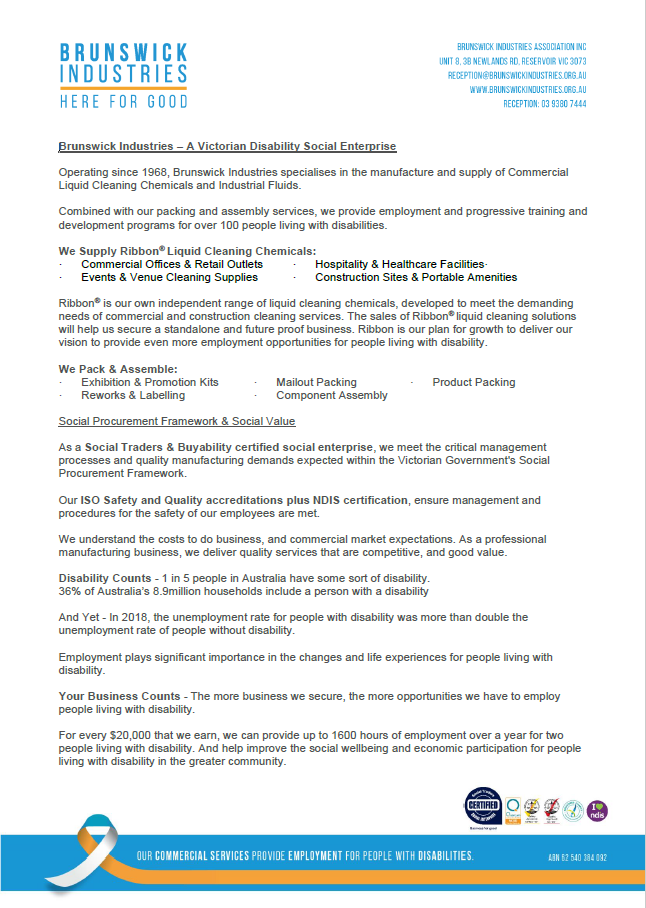 BRUNSWICK
INDUSTRIES
HERE FOR GOOD
BRUNSWICK INDUSTRIES ASSOCIATION INC
UNIT 8, 38 NEWLANDS RD, RESERVOIR VIC 3073
RECEPTION@BRUNSWICKINDUSTRIES.ORG.AU
WWW.BRUNSWICKINDUSTRIES.ORG.AU
RECEPTION: 03 9380 7444
Brunswick Industries – A Victorian Disability Social Enterprise
Operating since 1968, Brunswick Industries specialises in the manufacture and supply of Commercial
Liquid Cleaning Chemicals and Industrial Fluids.
Combined with our packing and assembly services, we provide employment and progressive training and
development programs for over 100 people living with disabilities.
We Supply Ribbon® Liquid Cleaning Chemicals:
· Commercial Offices & Retail Outlets · Hospitality & Healthcare Facilities·
· Events & Venue Cleaning Supplies · Construction Sites & Portable Amenities
Ribbon® is our own independent range of liquid cleaning chemicals, developed to meet the demanding
needs of commercial and construction cleaning services. The sales of Ribbon® liquid cleaning solutions
will help us secure a standalone and future proof business. Ribbon is our plan for growth to deliver our
vision to provide even more employment opportunities for people living with disability.
We Pack & Assemble:
· Exhibition & Promotion Kits · Mailout Packing · Product Packing
· Reworks & Labelling · Component Assembly
Social Procurement Framework & Social Value
As a Social Traders & Buyability certified social enterprise, we meet the critical management
processes and quality manufacturing demands expected within the Victorian Government's Social
Procurement Framework.
Our ISO Safety and Quality accreditations plus NDIS certification, ensure management and
procedures for the safety of our employees are met.
We understand the costs to do business, and commercial market expectations. As a professional
manufacturing business, we deliver quality services that are competitive, and good value.
Disability Counts - 1 in 5 people in Australia have some sort of disability.
36% of Australia's 8.9million households include a person with a disability
And Yet - In 2018, the unemployment rate for people with disability was more than double the
unemployment rate of people without disability.
Employment plays significant importance in the changes and life experiences for people living with
disability.
Your Business Counts - The more business we secure, the more opportunities we have to employ
people living with disability.
For every $20,000 that we earn, we can provide up to 1600 hours of employment over a year for two
people living with disability. And help improve the social wellbeing and economic participation for people
living with disability in the greater community.
Social Traders
CERTIFIED
Business for good
I ndis
OUR COMMERCIAL SERVICES PROVIDE EMPLOYMENT FOR PEOPLE WITH DISABILITIES.
ABN 82 540 384 092